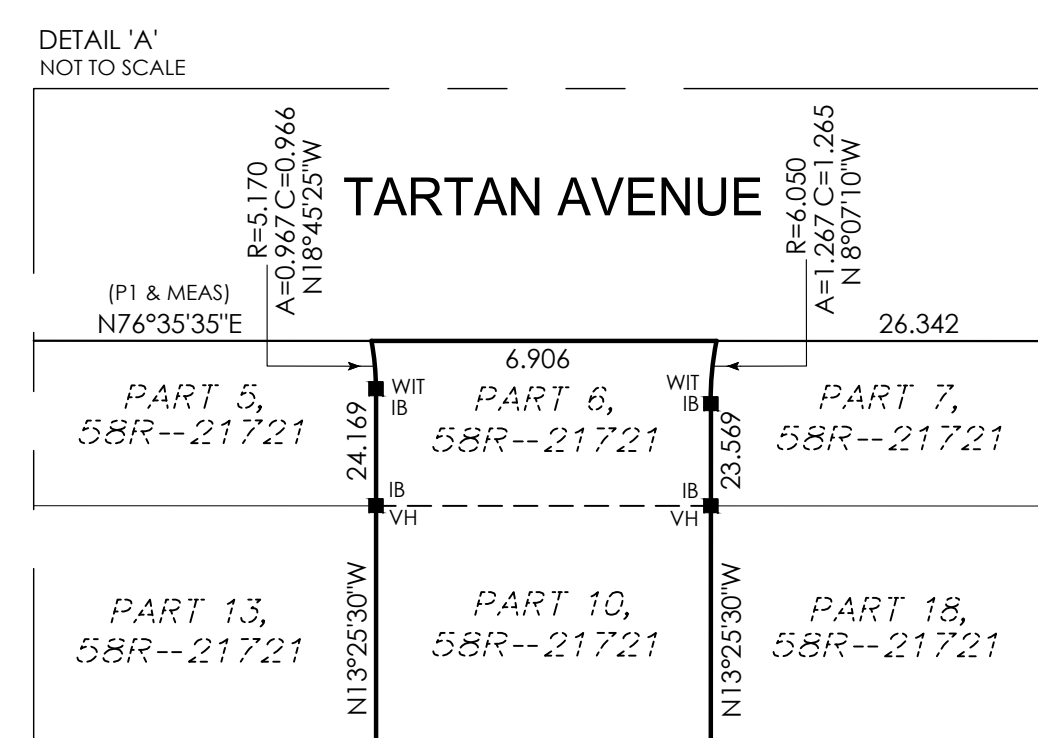 DETAIL 'A'
NOT TO SCALE
R=5.170
A=0.967 C=0.966
N18°45'25"W
TARTAN AVENUE
R=6.050
A=1.267 C=1.265
N 8°07'10"W
(P1 & MEAS)
N76°35'35"E
6.906
26.342
PART 5,
58R--21721
24.169
WIT
IB
PART 6,
58R--21721
WIT
IB
23.569
PART 7,
58R--21721
IB
VH
IB
VH
PART 13,
58R--21721
N13°25'30"W
PART 10,
58R--21721
N13°25'30"W
PART 18,
58R--21721